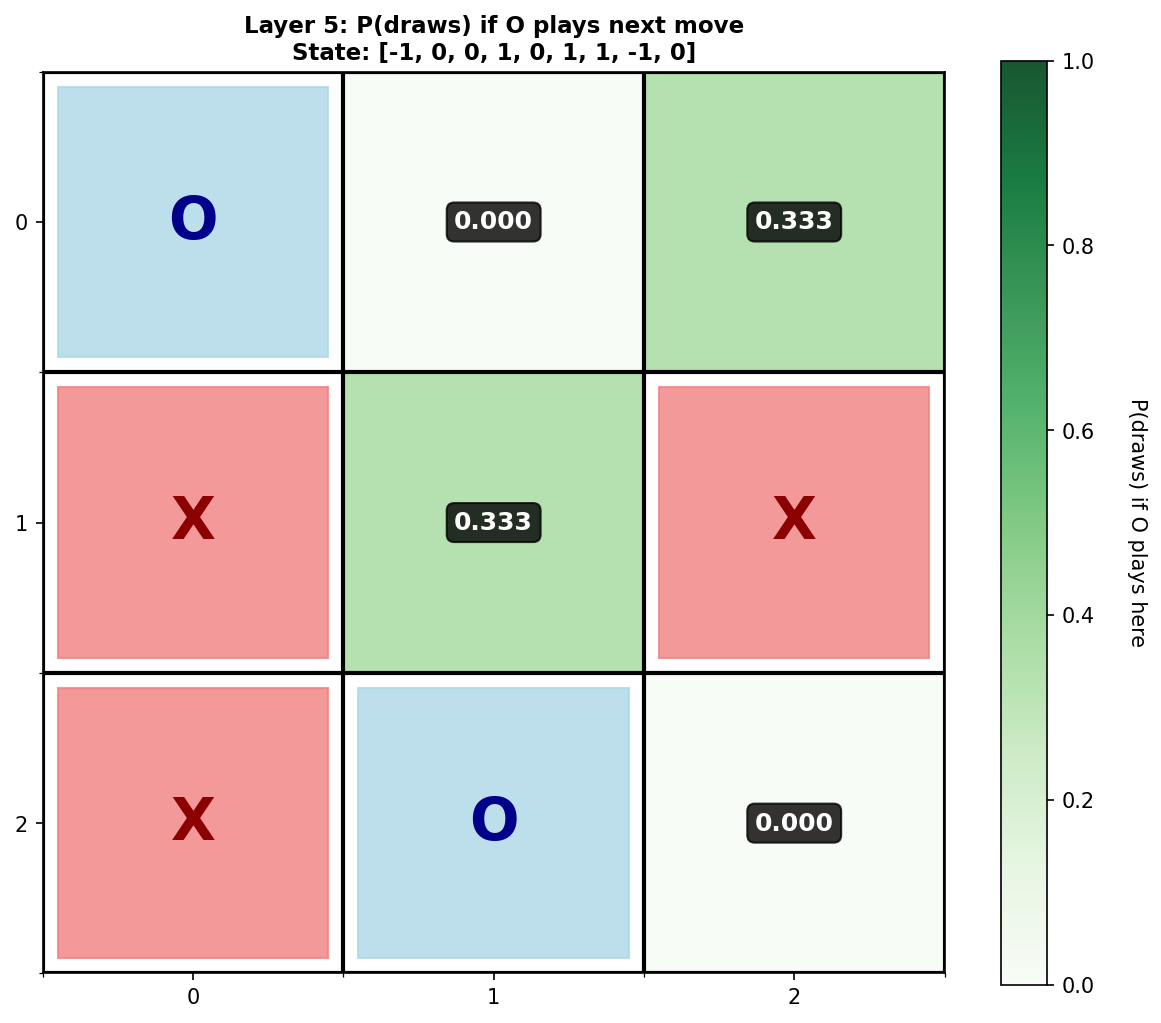 Layer 5: P(draws) if O plays next move
State: [-1, 0, 0, 1, 0, 1, 1, -1, 0]
0
O
0.000
0.333
1
X
0.333
X
2
X
O
0.000
0
1
2
1.0
0.8
0.6
0.4
0.2
0.0
P(draws) if O plays here